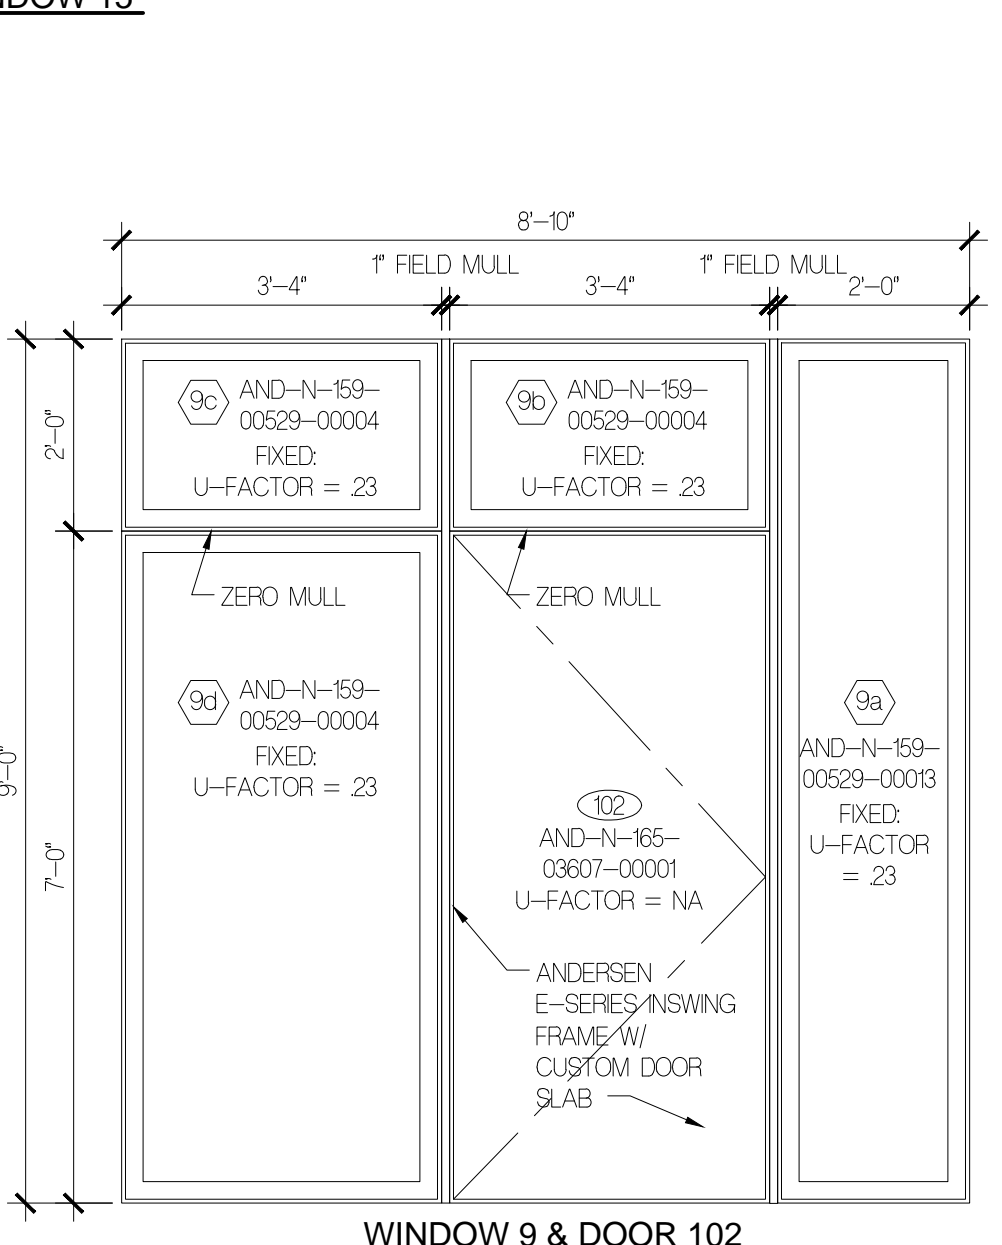 8'-10"
1" FIELD MULL
1" FIELD MULL
3'-4"
3'-4"
2'-0"
9c
AND-N-159-
00529-00004
FIXED:
U-FACTOR = .23
9b
AND-N-159-
00529-00004
FIXED:
U-FACTOR = .23
2'-0"
ZERO MULL
ZERO MULL
9d
AND-N-159-
00529-00004
FIXED:
U-FACTOR = .23
9a
AND-N-159-
00529-00013
FIXED:
U-FACTOR
= .23
9'-0"
7'-0"
102
AND-N-165-
03607-00001
U-FACTOR = NA
ANDERSEN
E-SERIES INSWING
FRAME W/
CUSTOM DOOR
SLAB
WINDOW 9 & DOOR 102